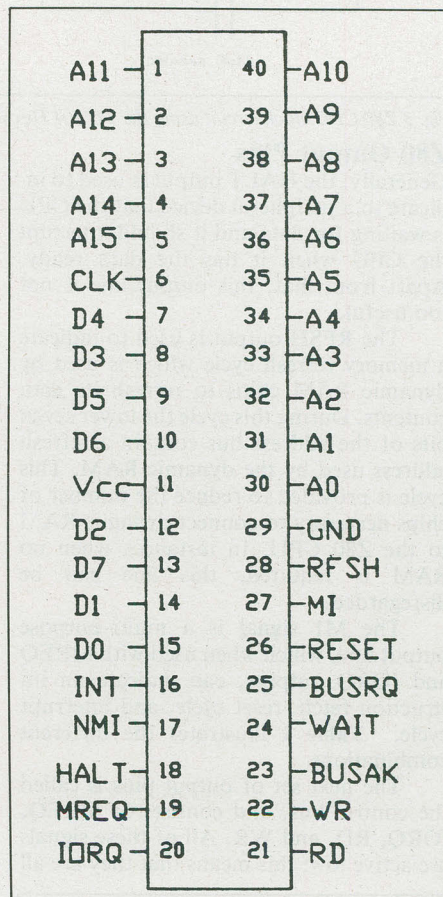 A11 1 40 A10
A12 2 39 A9
A13 3 38 A8
A14 4 37 A7
A15 5 36 A6
CLK 6 35 A5
D4 7 34 A4
D3 8 33 A3
D5 9 32 A2
D6 10 31 A1
Vcc 11 30 A0
D2 12 29 GND
D7 13 28 RFSH
D1 14 27 MI
D0 15 26 RESET
INT 16 25 BUSRQ
NMI 17 24 WAIT
HALT 18 23 BUSAK
MREQ 19 22 WR
IORQ 20 21 RD